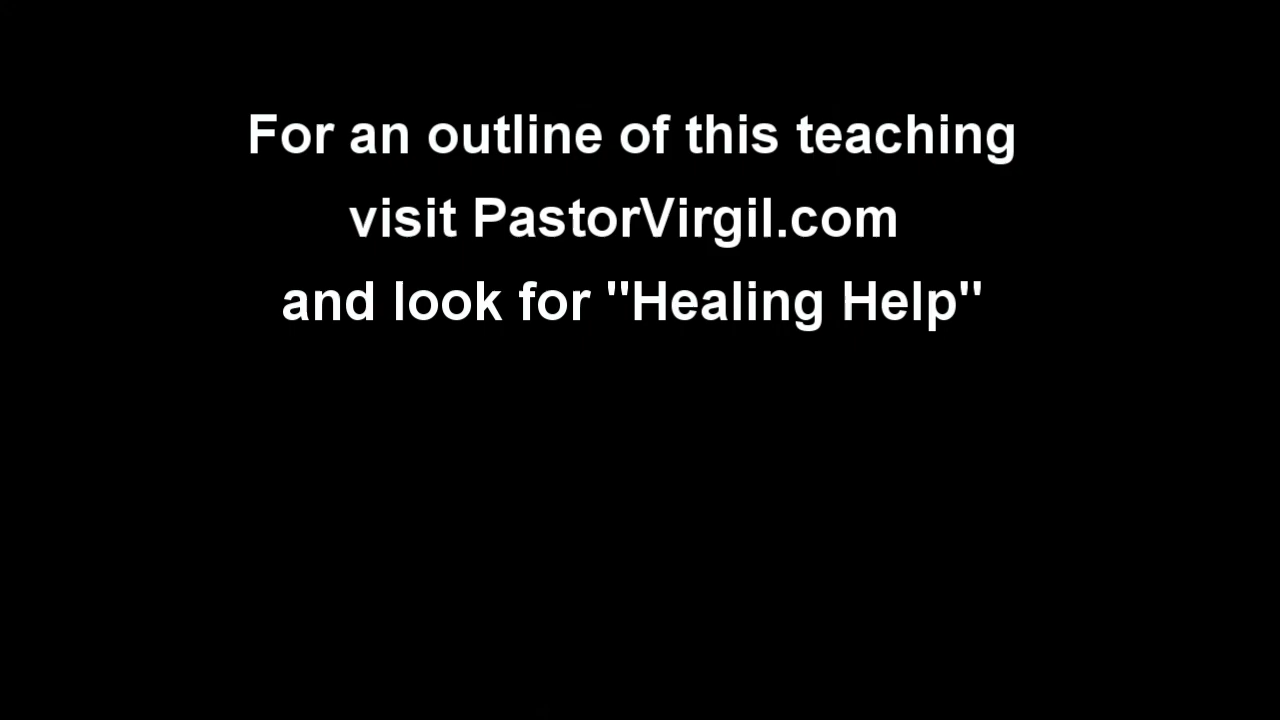 For an outline of this teaching
visit PastorVirgil.com
and look for "Healing Help"